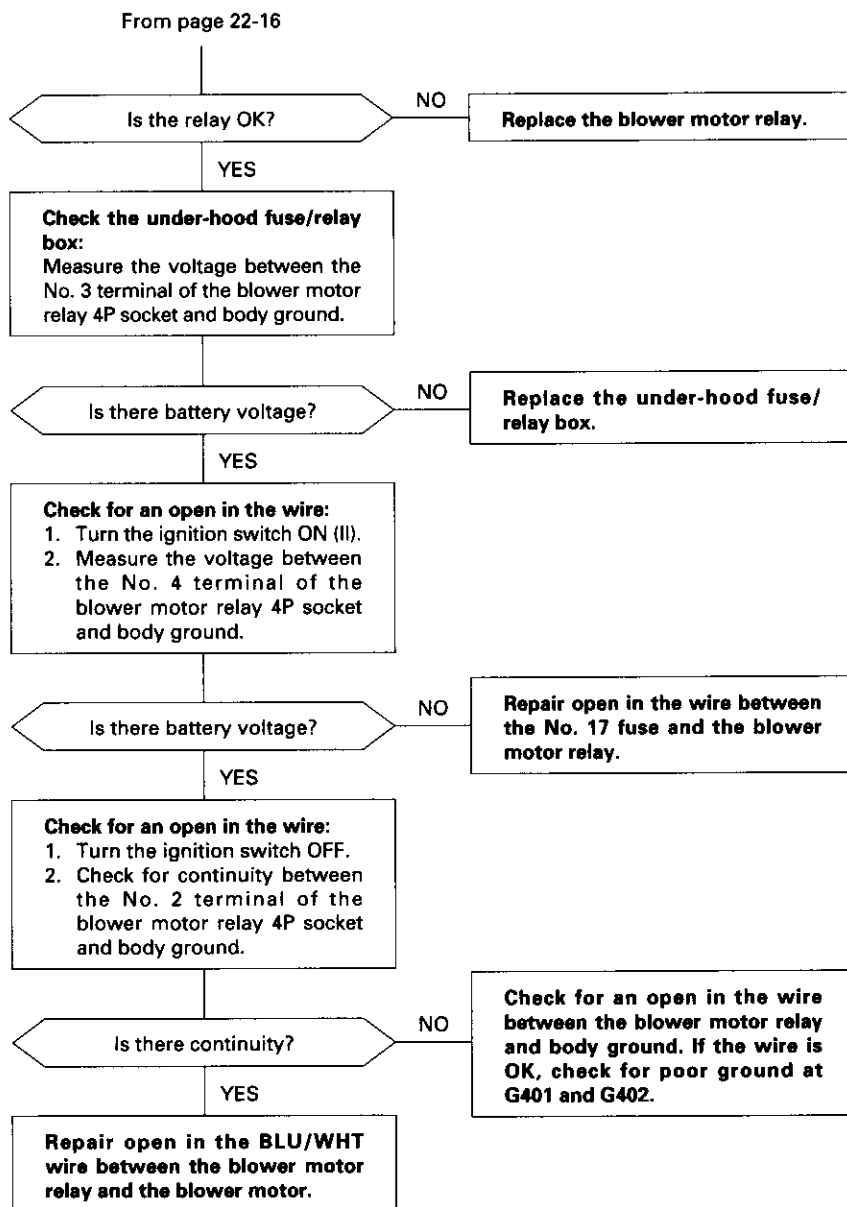 From page 22-16
Is the relay OK?
NO
Replace the blower motor relay.
YES
Check the under-hood fuse/relay
box:
Measure the voltage between the
No. 3 terminal of the blower motor
relay 4P socket and body ground.
Is there battery voltage?
NO
Replace the under-hood fuse/
relay box.
YES
Check for an open in the wire:
1. Turn the ignition switch ON (II).
2. Measure the voltage between
the No. 4 terminal of the
blower motor relay 4P socket
and body ground.
Is there battery voltage?
NO
Repair open in the wire between
the No. 17 fuse and the blower
motor relay.
YES
Check for an open in the wire:
1. Turn the ignition switch OFF.
2. Check for continuity between
the No. 2 terminal of the
blower motor relay 4P socket
and body ground.
Is there continuity?
NO
Check for an open in the wire
between the blower motor relay
and body ground. If the wire is
OK, check for poor ground at
G401 and G402.
YES
Repair open in the BLU/WHT
wire between the blower motor
relay and the blower motor.